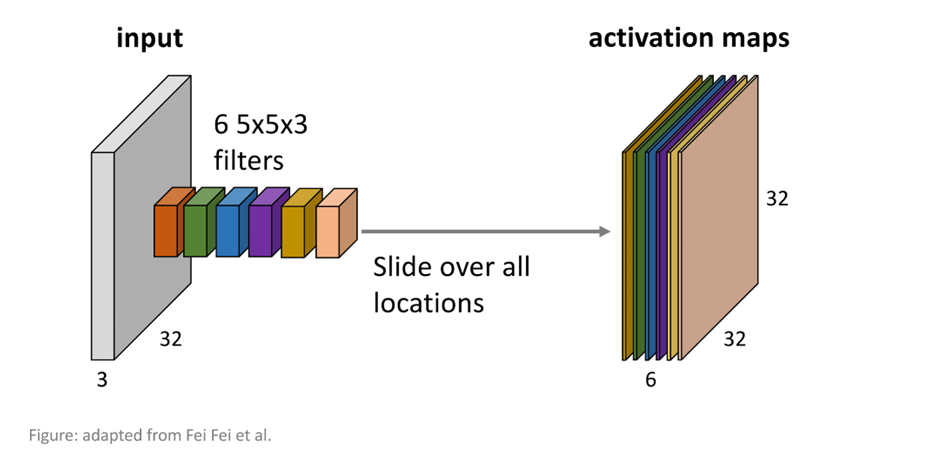 input
activation maps
6 5x5x3
filters
32
Slide over all
locations
32
32
3
6
Figure: adapted from Fei Fei et al.